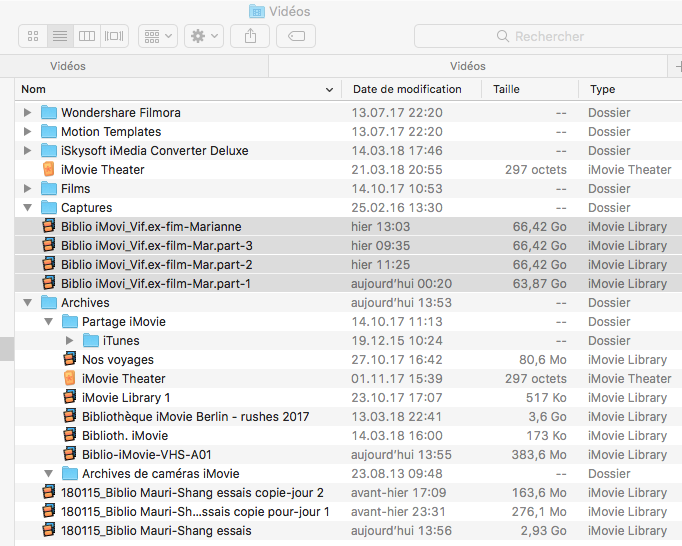 Vidéos
Rechercher
Vidéos Vidéos
Nom Date de modification Taille Type
Wondershare Filmora 13.07.17 22:20 -- Dossier
Motion Templates 13.07.17 22:20 -- Dossier
iSkysoft iMedia Converter Deluxe 14.03.18 17:46 -- Dossier
iMovie Theater 21.03.18 20:55 297 octets iMovie Theater
Films 14.10.17 10:53 -- Dossier
Captures 25.02.16 13:30 -- Dossier
Biblio iMovi_Vif.ex-fim-Marianne hier 13:03 66,42 Go iMovie Library
Biblio iMovi_Vif.ex-film-Mar.part-3 hier 09:35 66,42 Go iMovie Library
Biblio iMovi_Vif.ex-film-Mar.part-2 hier 11:25 66,42 Go iMovie Library
Biblio iMovi_Vif.ex-film-Mar.part-1 aujourd'hui 00:20 63,87 Go iMovie Library
Archives aujourd'hui 13:53 -- Dossier
Partage iMovie 14.10.17 11:13 -- Dossier
iTunes 19.12.15 10:24 -- Dossier
Nos voyages 27.10.17 16:42 80,6 Mo iMovie Library
iMovie Theater 01.11.17 15:39 297 octets iMovie Theater
iMovie Library 1 23.10.17 17:07 517 Ko iMovie Library
Bibliothèque iMovie Berlin - rushes 2017 13.03.18 22:41 3,6 Go iMovie Library
Biblioth. iMovie 14.03.18 16:00 173 Ko iMovie Library
Biblio-iMovie-VHS-A01 aujourd'hui 13:55 383,6 Mo iMovie Library
Archives de caméras iMovie 23.08.13 09:48 -- Dossier
180115_Biblio Mauri-Shang essais copie-jour 2 avant-hier 17:09 163,6 Mo iMovie Library
180115_Biblio Mauri-Sh...ssais copie pour-jour 1 avant-hier 23:31 276,1 Mo iMovie Library
180115_Biblio Mauri-Shang essais aujourd'hui 13:56 2,93 Go iMovie Library